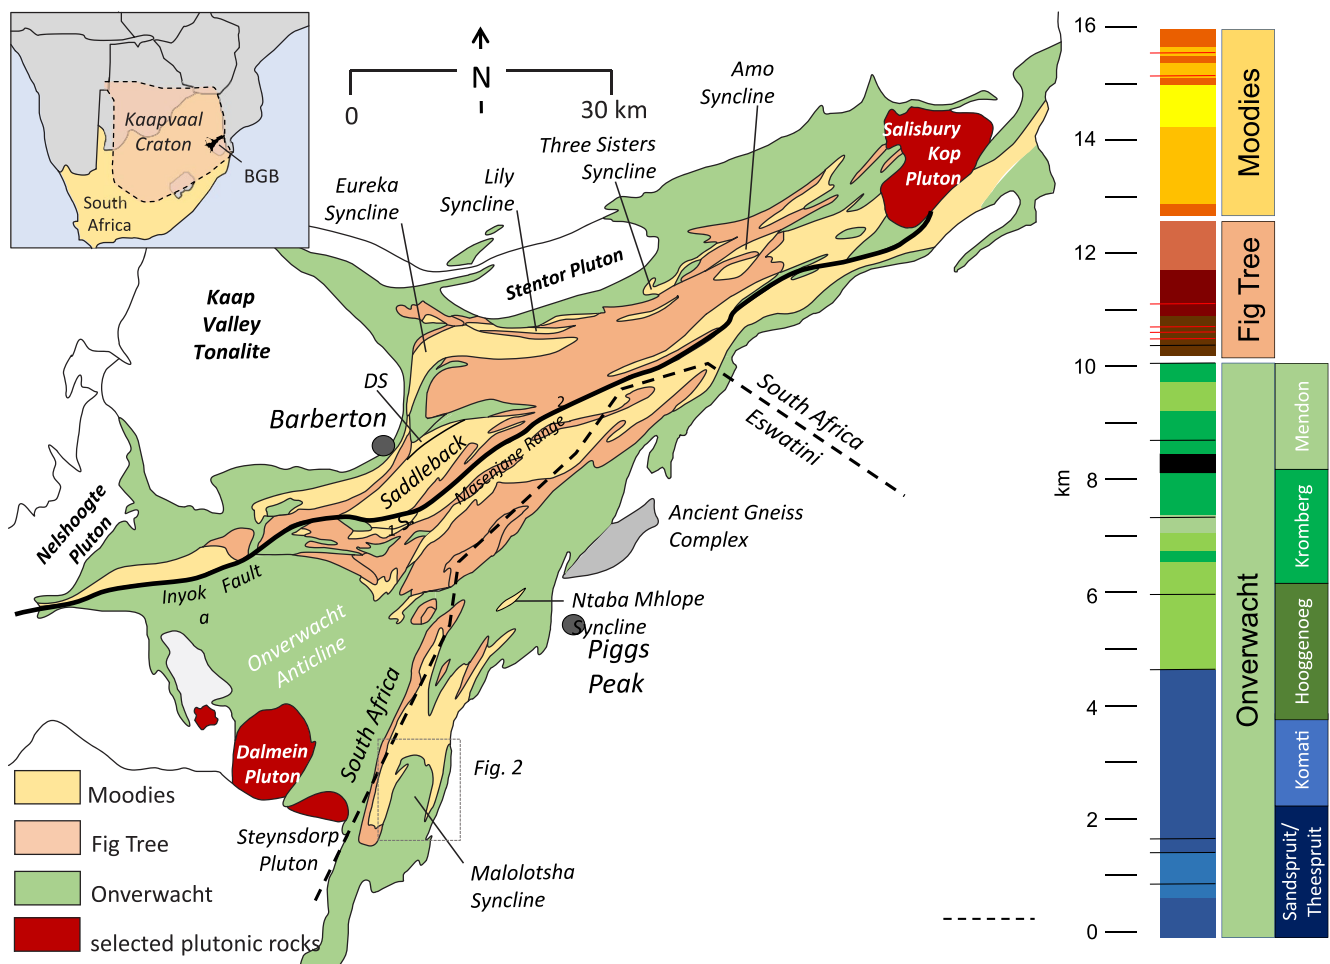 Kaapvaal
Craton
BGB
South
Africa
N
0
30 km
Amo
Syncline
Three Sisters
Syncline
Lily
Syncline
Eureka
Syncline
Salisbury
Kop
Pluton
Stentor Pluton
Kaap
Valley
Tonalite
DS
Barberton
Saddleback
2
Masenjane Range
1 S.
South Africa
Eswatini
Nelshoogte
Pluton
Ancient Gneiss
Complex
Inyok
a
Fault
Ntaba Mhlope
Syncline
Piggs
Peak
Onverwacht
Anticline
South Africa
Dalmein
Pluton
Fig. 2
Steynsdorp
Pluton
Malolotsha
Syncline
Moodies
Fig Tree
Onverwacht
selected plutonic rocks
16
14
12
10
8
6
4
2
0
km
Moodies
Fig Tree
Onverwacht
Mendon
Kromberg
Hooggenoeg
Komati
Sandspruit/
Theespruit